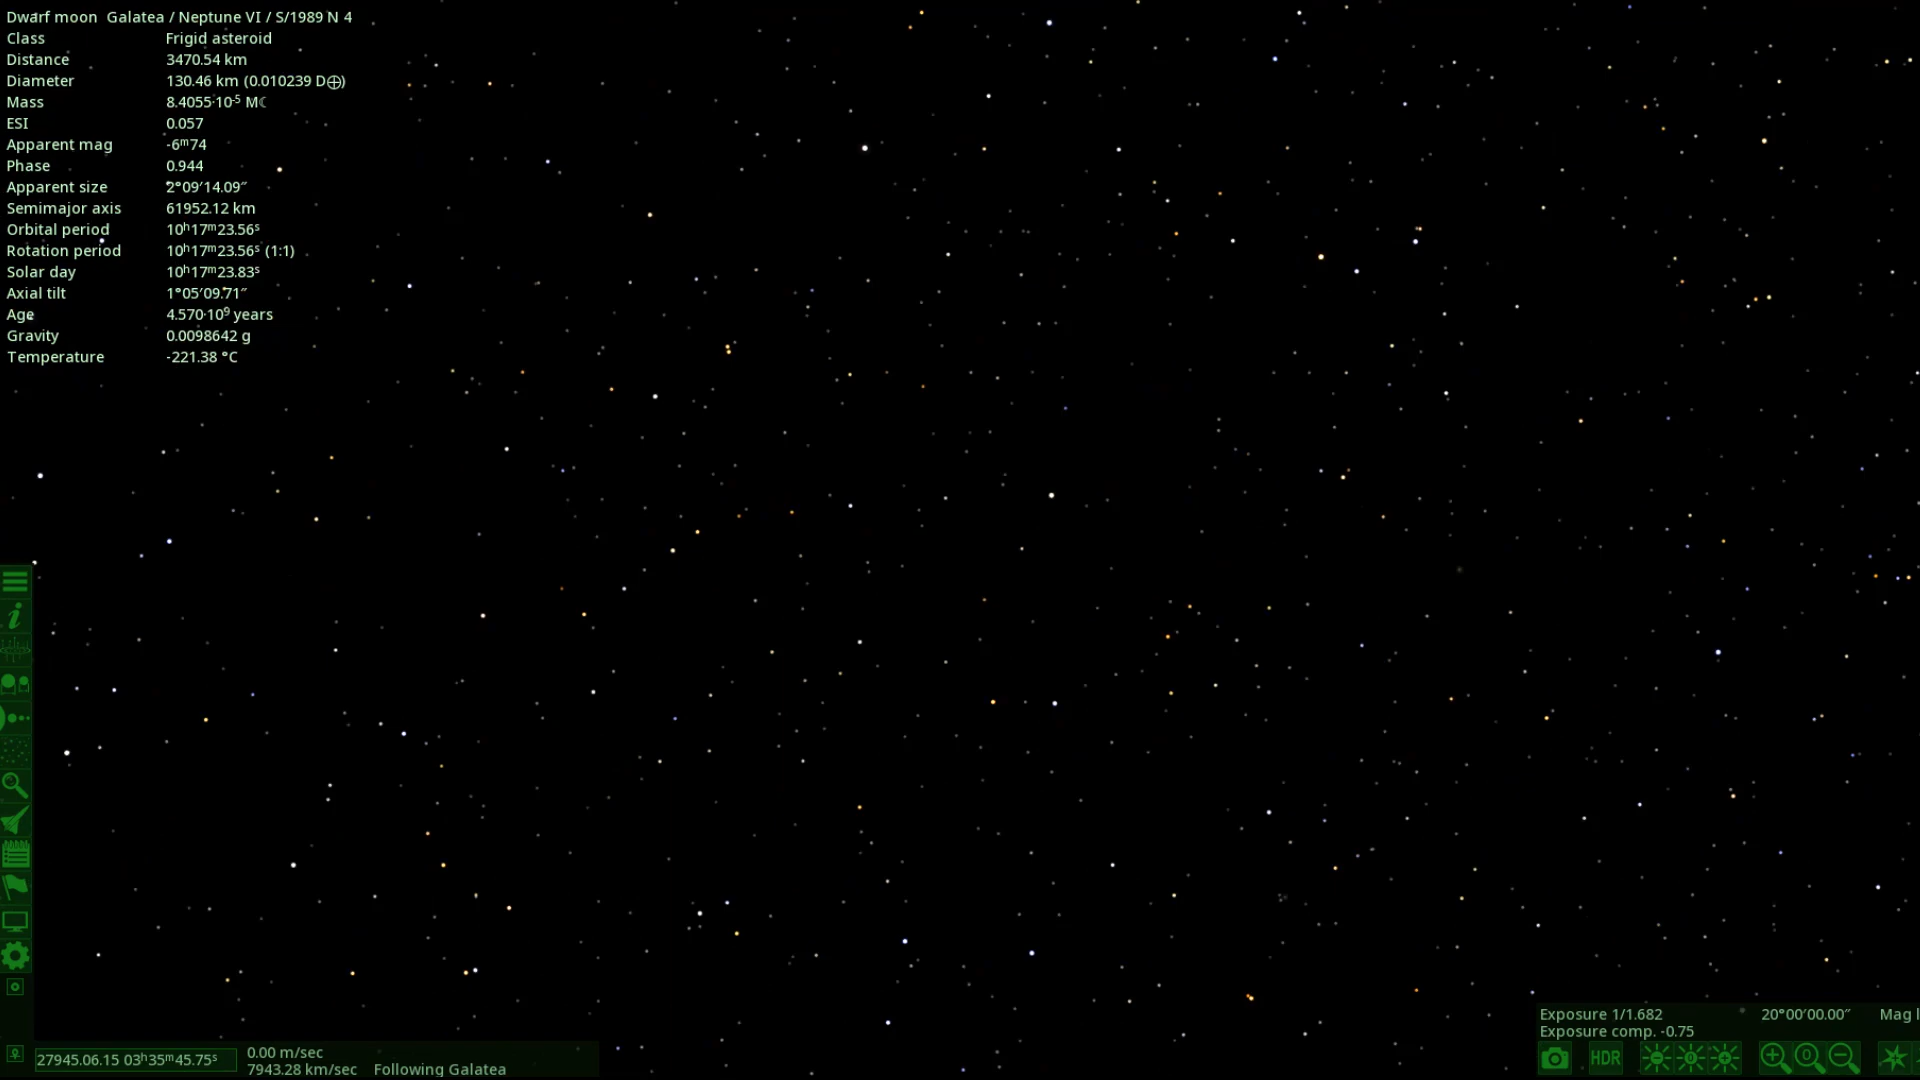 Dwarf moon Galatea / Neptune VI / S/1989 N 4
Class Frigid asteroid
Distance 3470.54 km
Diameter 130.46 km (0.010239 D⊕)
Mass 8.4055·10⁻⁵ M☾
ESI 0.057
Apparent mag -6ᵐ74
Phase 0.944
Apparent size 2°09′14.09″
Semimajor axis 61952.12 km
Orbital period 10ʰ17ᵐ23.56ˢ
Rotation period 10ʰ17ᵐ23.56ˢ (1:1)
Solar day 10ʰ17ᵐ23.83ˢ
Axial tilt 1°05′09.71″
Age 4.570·10⁹ years
Gravity 0.0098642 g
Temperature -221.38 °C
Exposure 1/1.682 20°00′00.00″ Mag l
Exposure comp. -0.75
27945.06.15 03ʰ35ᵐ45.75ˢ
0.00 m/sec
7943.28 km/sec Following Galatea
HDR